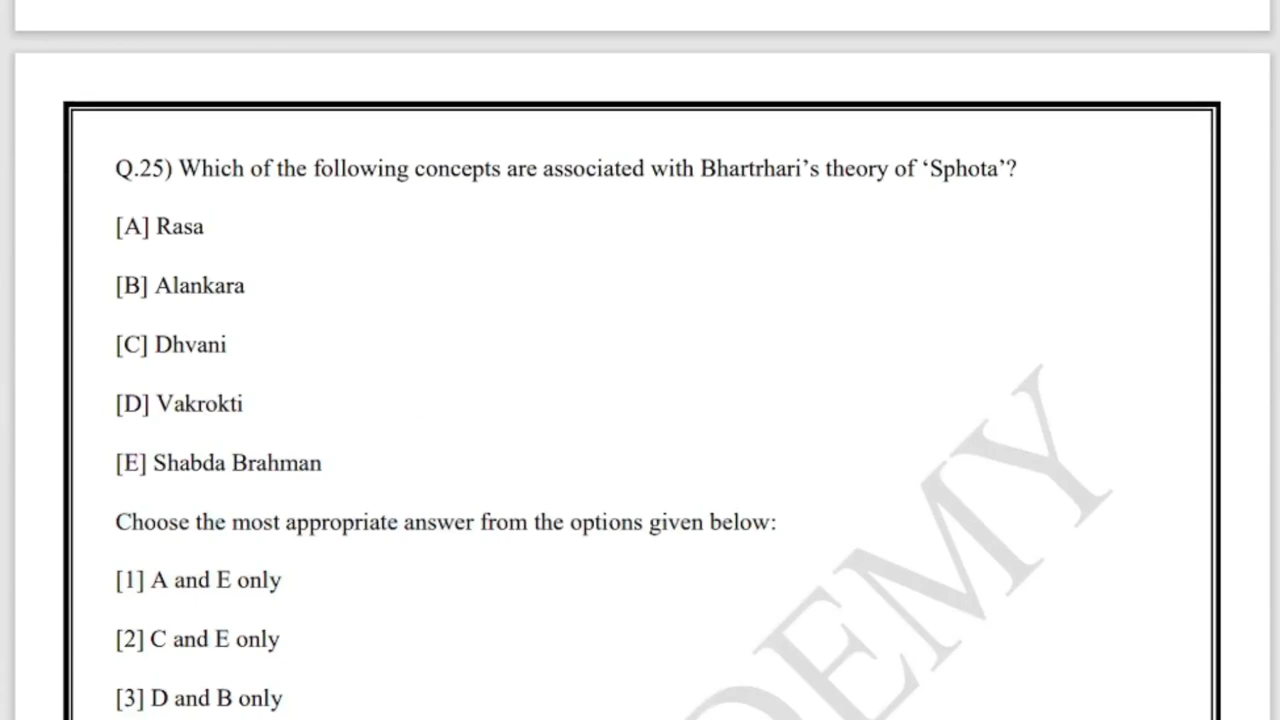 Q.25) Which of the following concepts are associated with Bhartrhari’s theory of ‘Sphota’?
[A] Rasa
[B] Alankara
[C] Dhvani
[D] Vakrokti
[E] Shabda Brahman
Choose the most appropriate answer from the options given below:
[1] A and E only
[2] C and E only
[3] D and B only
DEMY